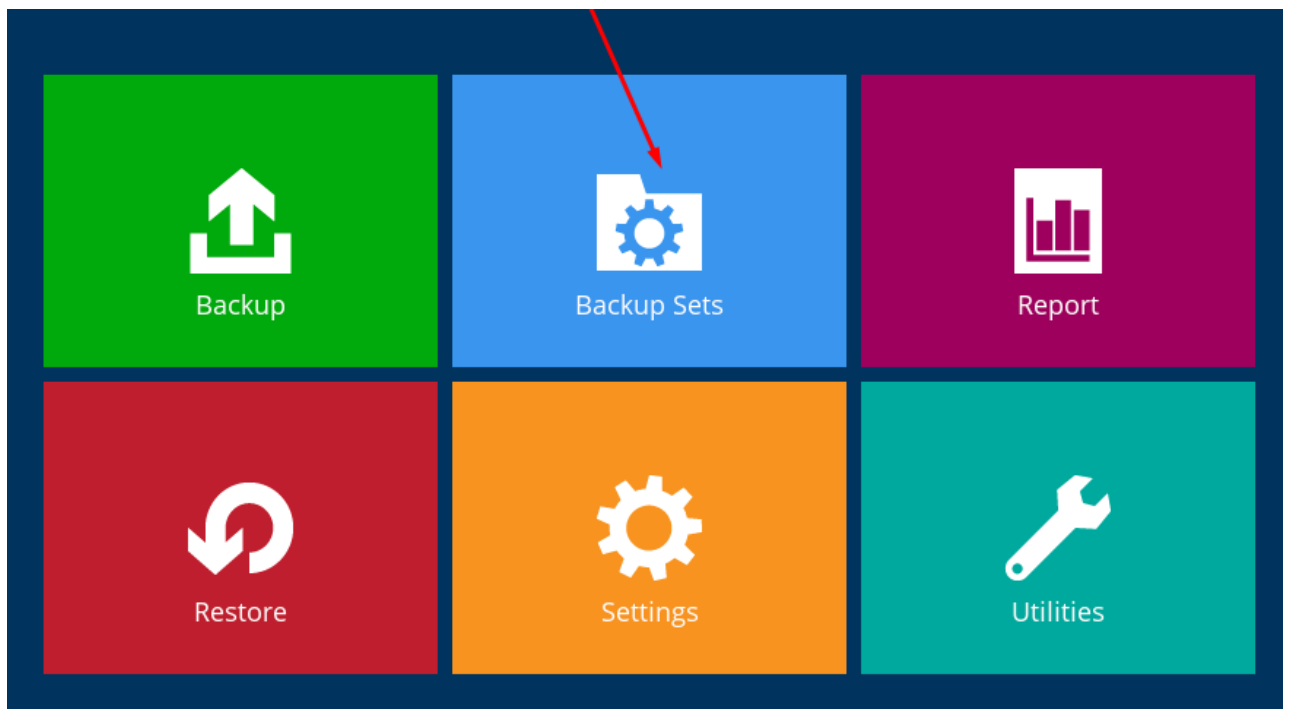 Backup
Backup Sets
Report
Restore
Settings
Utilities